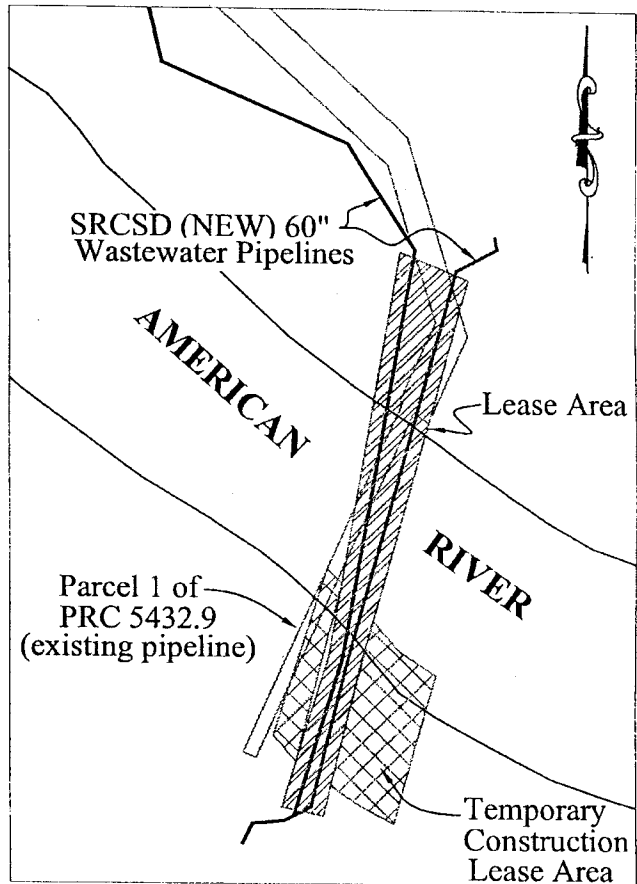 SRCSD (NEW) 60"
Wastewater Pipelines
AMERICAN
Lease Area
RIVER
Parcel 1 of
PRC 5432.9
(existing pipeline)
Temporary
Construction
Lease Area